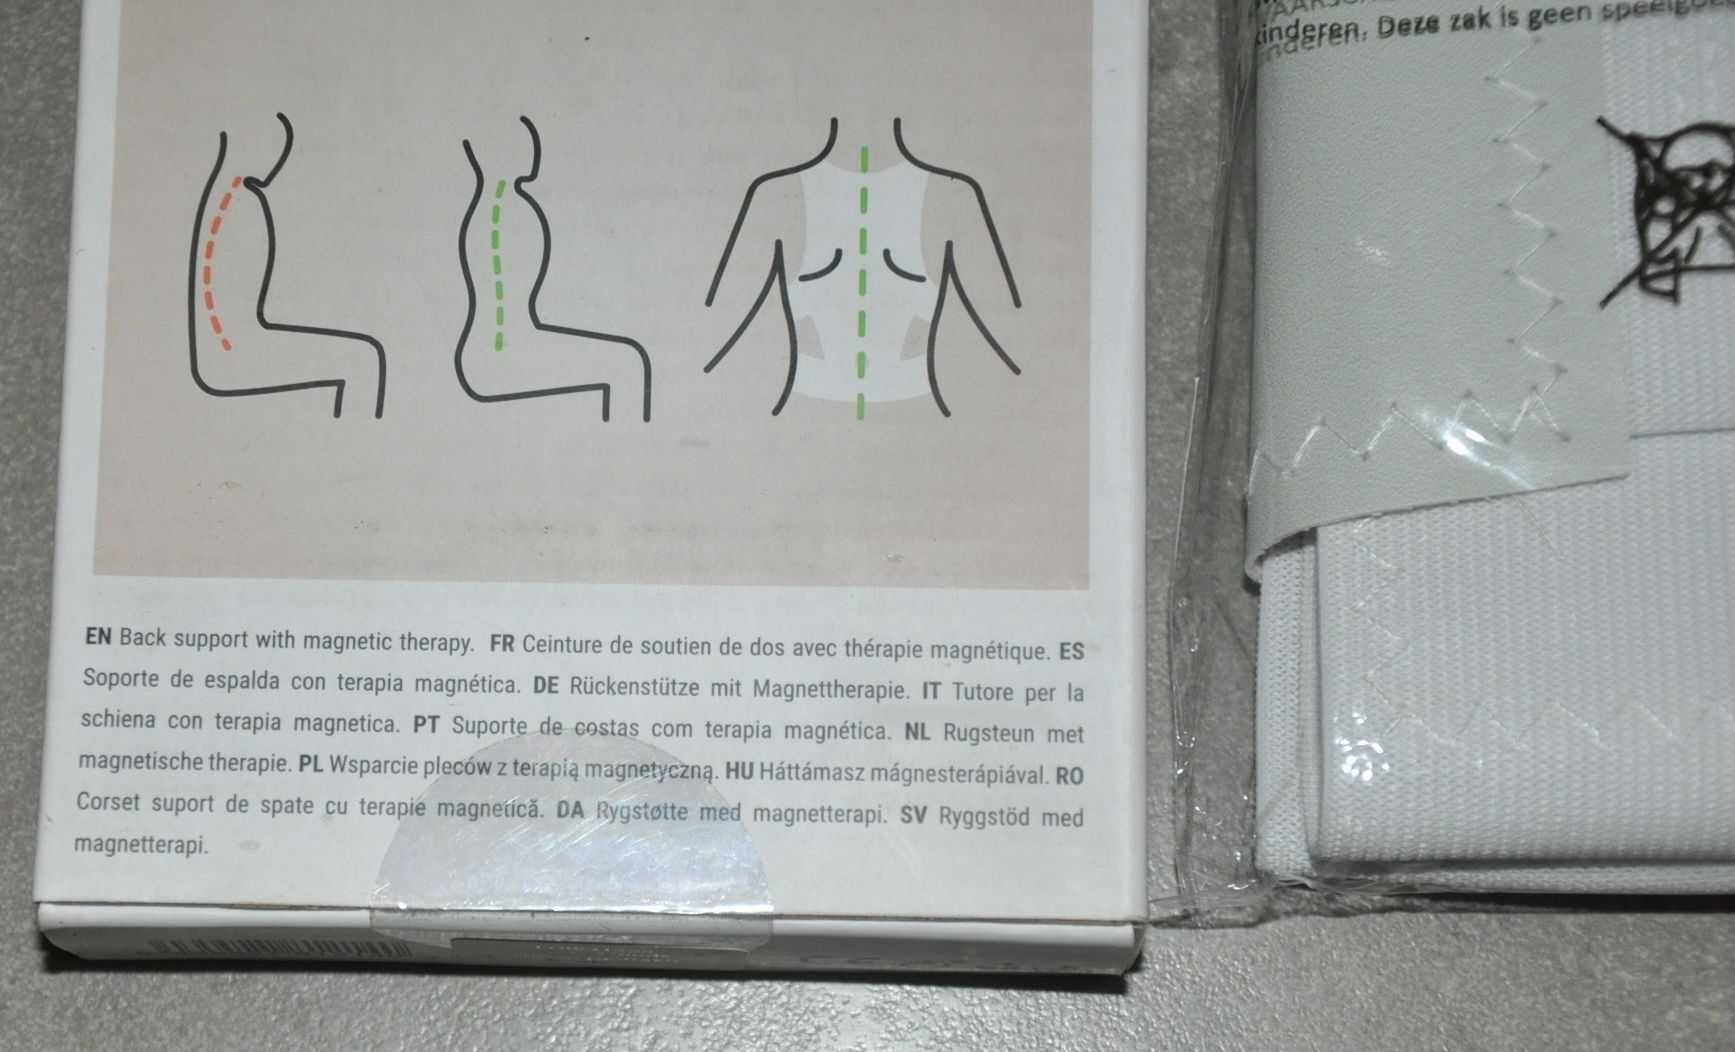 kinderen. Deze zak is geen
EN Back support with magnetic therapy. FR Ceinture de soutien de dos avec thérapie magnétique. ES
Soporte de espalda con terapia magnética. DE Rückenstütze mit Magnettherapie. IT Tutore per la
schiena con terapia magnetica. PT Suporte de costas com terapia magnética. NL Rugsteun met
magnetische therapie. PL Wsparcie pleców z terapią magnetyczną. HU Háttámasz mágnesterápiával. RO
Corset suport de spate cu terapie magnetică. DA Rygstøtte med magnetterapi. SV Ryggstöd med
magnetterapi.